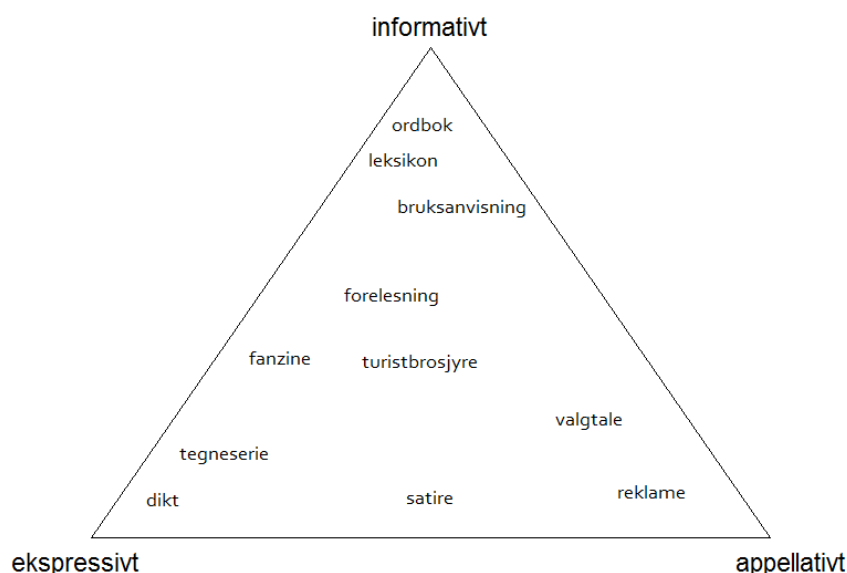 informativt
ordbok
leksikon
bruksanvisning
forelesning
fanzine turistbrosjyre
valgtale
tegneserie
dikt satire reklame
ekspressivt appellativt